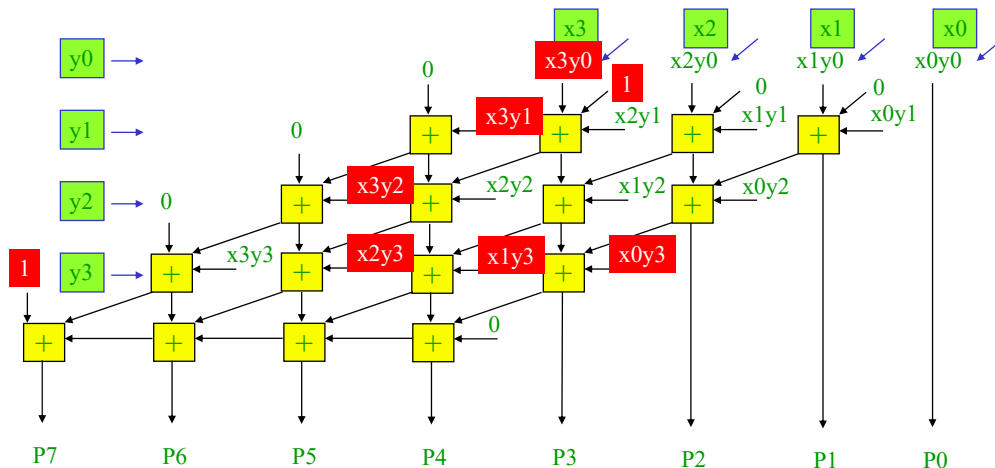 x3 x2 x1 x0
y0 x3y0 x2y0 x1y0 x0y0
0 1 0 0
y1 + x3y1 + x2y1 + x1y1 + x0y1
0
y2 + x3y2 + x2y2 + x1y2 + x0y2
0
y3 + x3y3 + x2y3 + x1y3 + x0y3
1
+ + + + 0
P7 P6 P5 P4 P3 P2 P1 P0